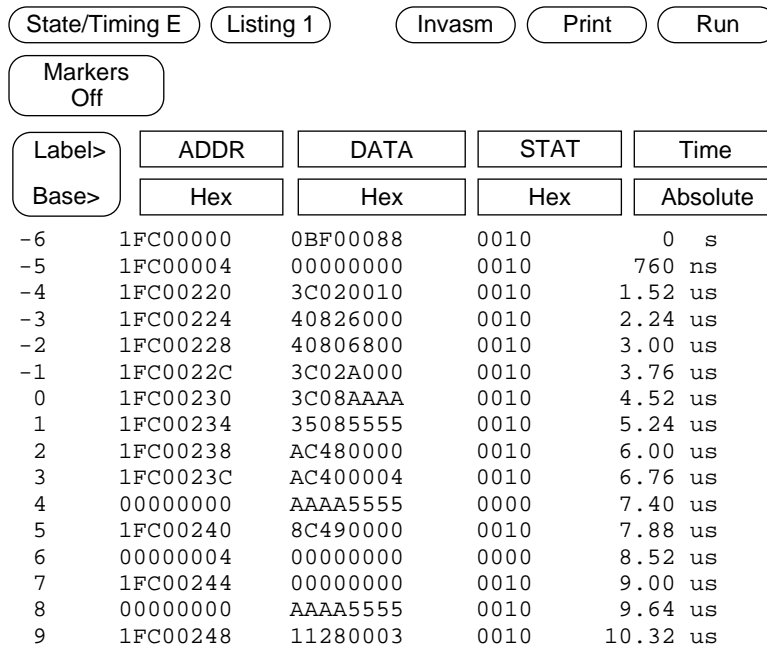 State/Timing E Listing 1 Invasm Print Run
Markers
Off
Label> ADDR DATA STAT Time
Base> Hex Hex Hex Absolute
-6 1FC00000 0BF00088 0010 0 s
-5 1FC00004 00000000 0010 760 ns
-4 1FC00220 3C020010 0010 1.52 us
-3 1FC00224 40826000 0010 2.24 us
-2 1FC00228 40806800 0010 3.00 us
-1 1FC0022C 3C02A000 0010 3.76 us
0 1FC00230 3C08AAAA 0010 4.52 us
1 1FC00234 35085555 0010 5.24 us
2 1FC00238 AC480000 0010 6.00 us
3 1FC0023C AC400004 0010 6.76 us
4 00000000 AAAA5555 0000 7.40 us
5 1FC00240 8C490000 0010 7.88 us
6 00000004 00000000 0000 8.52 us
7 1FC00244 00000000 0010 9.00 us
8 00000000 AAAA5555 0010 9.64 us
9 1FC00248 11280003 0010 10.32 us